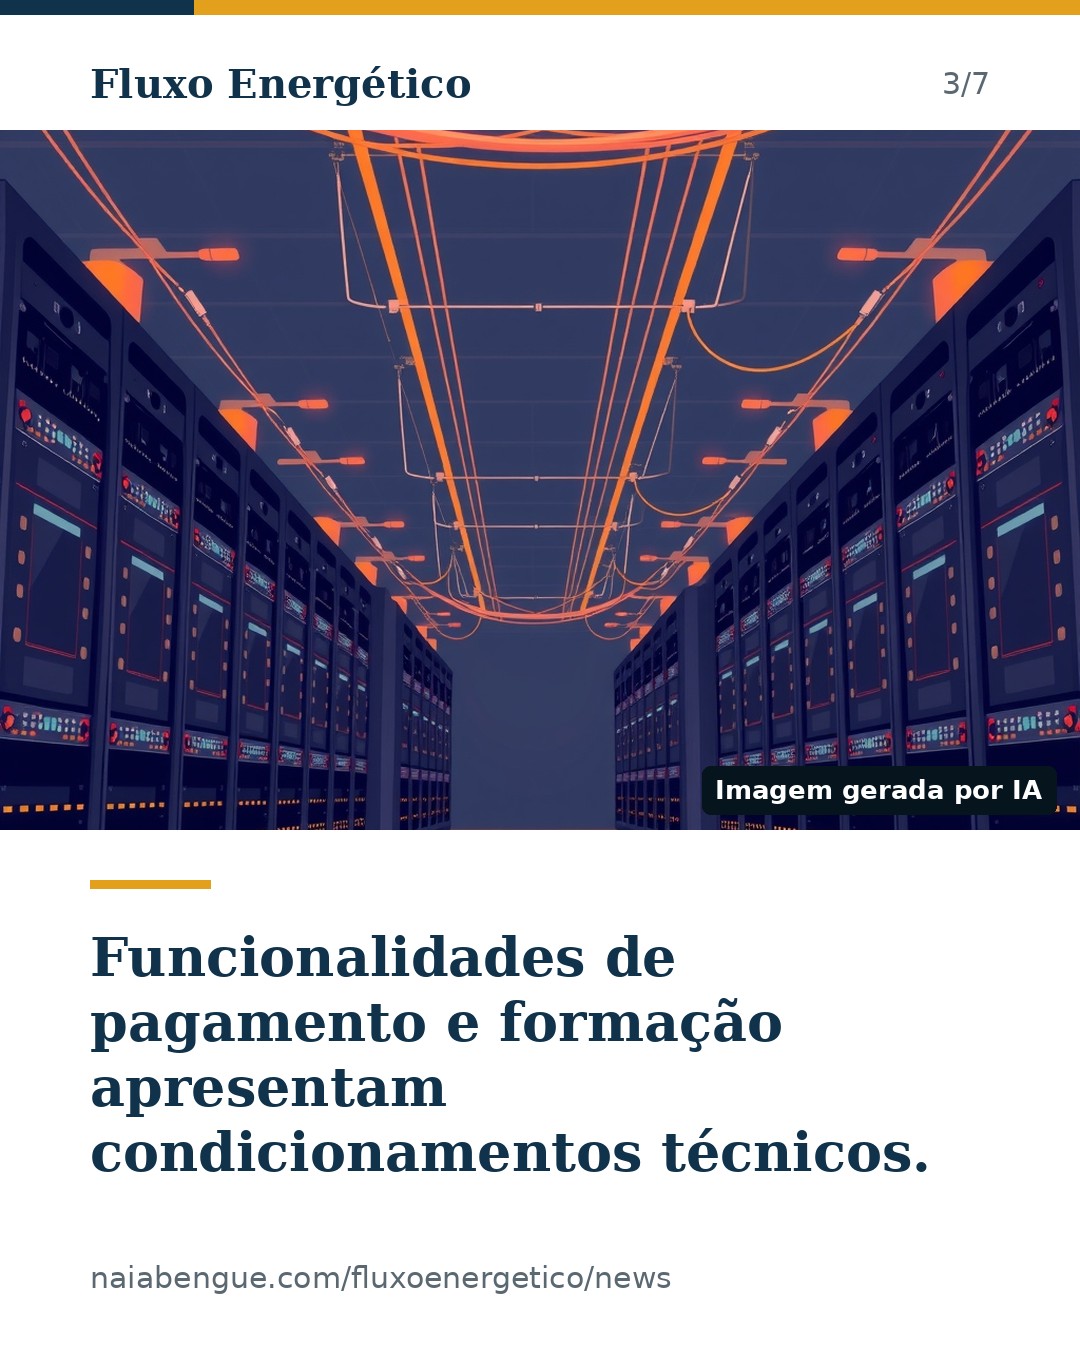 Fluxo Energético
3/7
Imagem gerada por IA
Funcionalidades de
pagamento e formação
apresentam
condicionamentos técnicos.
naiabengue.com/fluxoenergetico/news